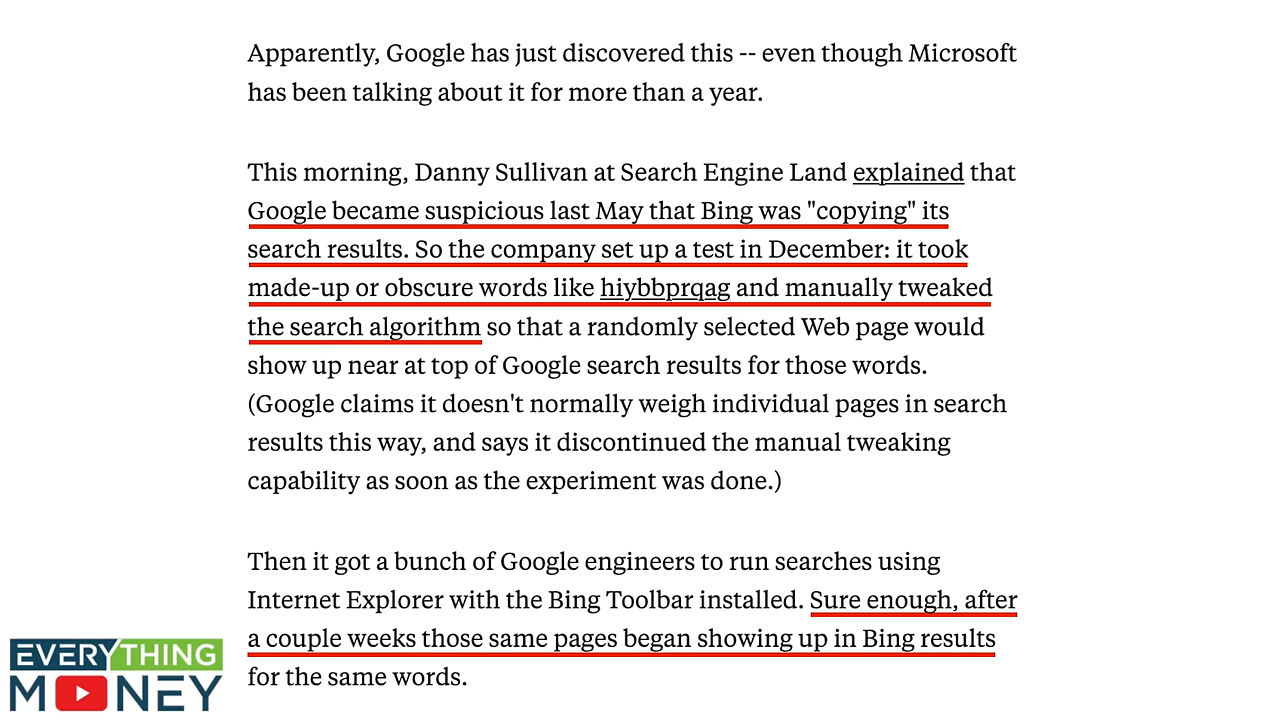 Apparently, Google has just discovered this -- even though Microsoft
has been talking about it for more than a year.
This morning, Danny Sullivan at Search Engine Land explained that
Google became suspicious last May that Bing was "copying" its
search results. So the company set up a test in December: it took
made-up or obscure words like hiybbprqag and manually tweaked
the search algorithm so that a randomly selected Web page would
show up near at top of Google search results for those words.
(Google claims it doesn't normally weigh individual pages in search
results this way, and says it discontinued the manual tweaking
capability as soon as the experiment was done.)
Then it got a bunch of Google engineers to run searches using
Internet Explorer with the Bing Toolbar installed. Sure enough, after
a couple weeks those same pages began showing up in Bing results
for the same words.
EVERYTHING
MONEY